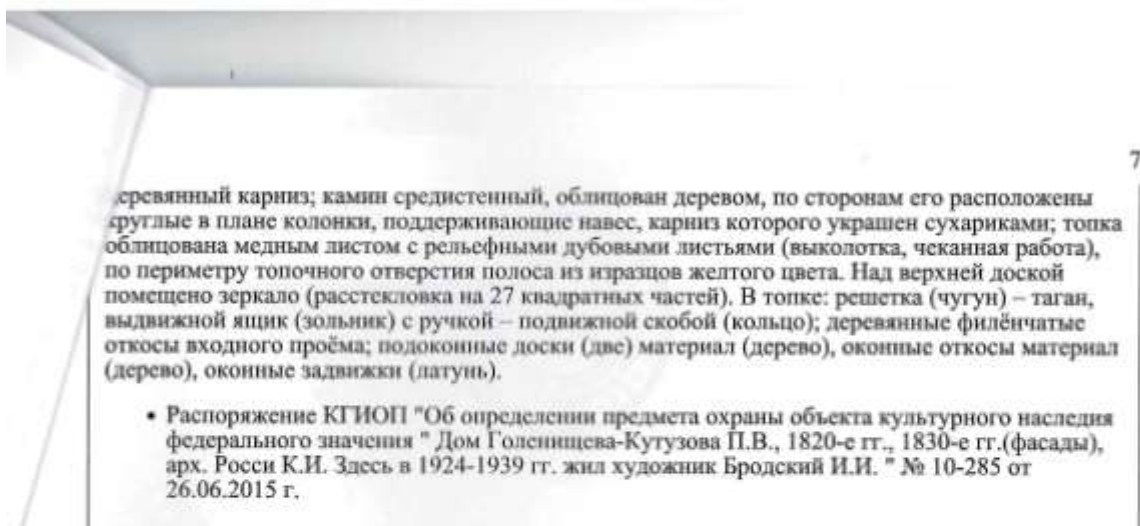 7
деревянный карниз; камин средистенный, облицован деревом, по сторонам его расположены
круглые в плане колонки, поддерживающие навес, карниз которого украшен сухариками; топка
облицована медным листом с рельефными дубовыми листьями (выколотка, чеканная работа),
по периметру топочного отверстия полоса из изразцов желтого цвета. Над верхней доской
помещено зеркало (расстекловка на 27 квадратных частей). В топке: решетка (чугун) – таган,
выдвижной ящик (зольник) с ручкой – подвижной скобой (кольцо); деревянные филёнчатые
откосы входного проёма; подоконные доски (две) материал (дерево), оконные откосы материал
(дерево), оконные задвижки (латунь).
• Распоряжение КГИОП "Об определении предмета охраны объекта культурного наследия
федерального значения " Дом Голенищева-Кутузова П.В., 1820-е гг., 1830-е гг.(фасады),
арх. Росси К.И. Здесь в 1924-1939 гг. жил художник Бродский И.И. " № 10-285 от
26.06.2015 г.